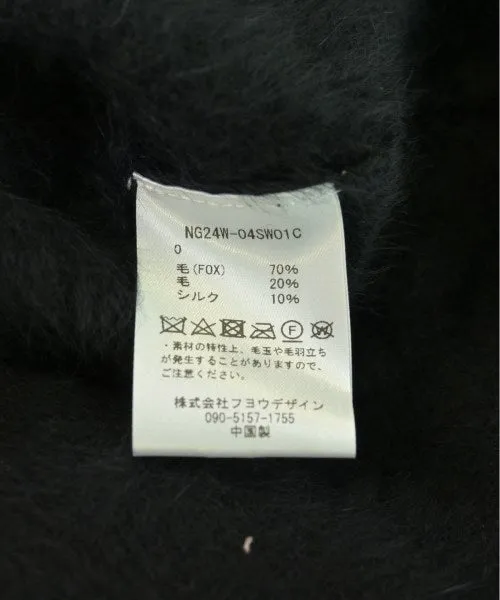 NG24W-04SW01C
0
毛(FOX) 70%
毛 20%
シルク 10%
・素材の特性上、毛玉や毛羽立ち
が発生することがありますので、
ご注意ください。
株式会社フヨウデザイン
090-5157-1755
中国製